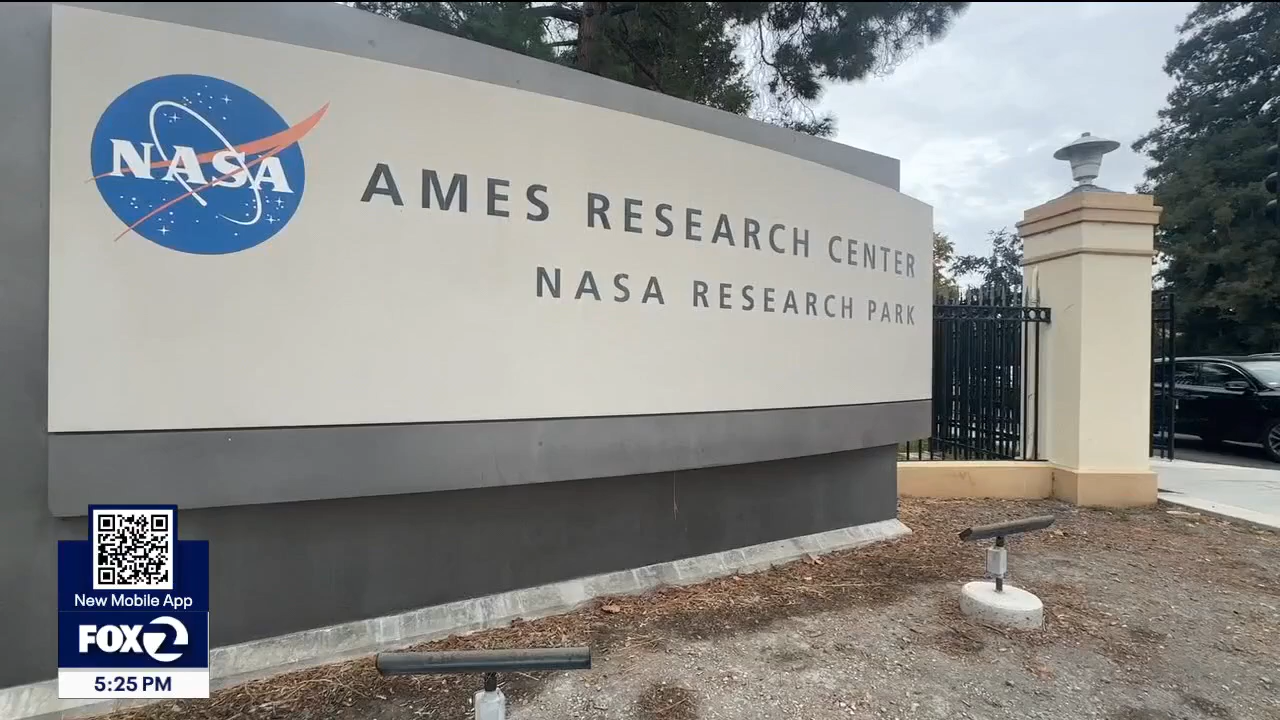 NASA
AMES RESEARCH CENTER
NASA RESEARCH PARK
New Mobile App
FOX 2
5:25 PM